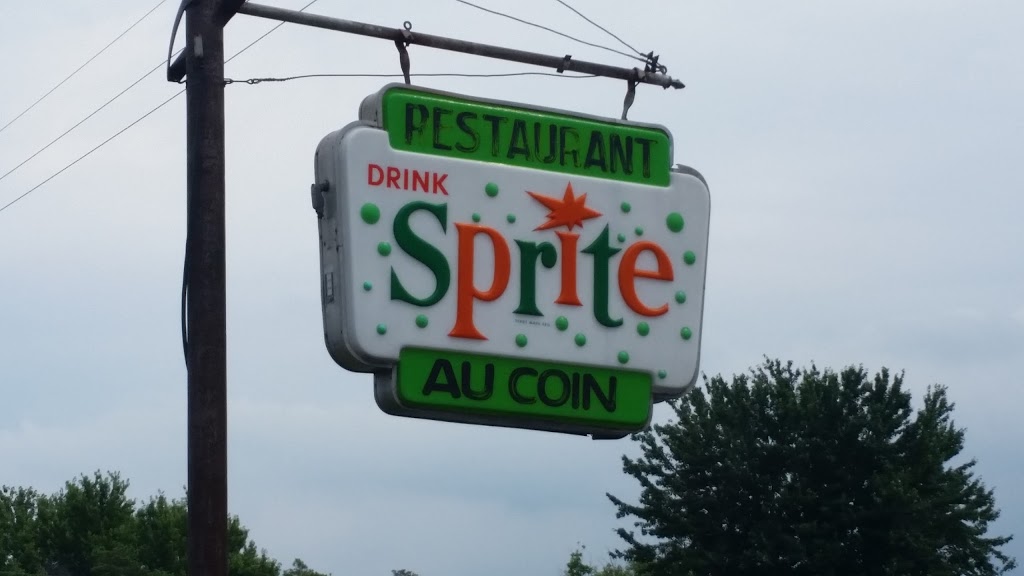 RESTAURANT
DRINK
Sprite
AU COIN